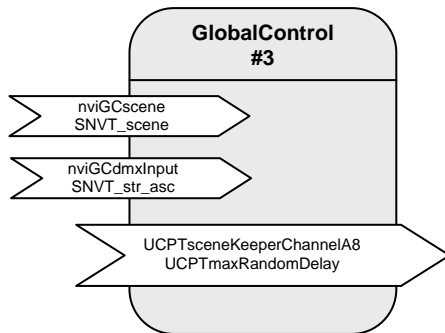 GlobalControl
#3
nviGCscene
SNVT_scene
nviGCdmxInput
SNVT_str_asc
UCPTsceneKeeperChannelA8
UCPTmaxRandomDelay